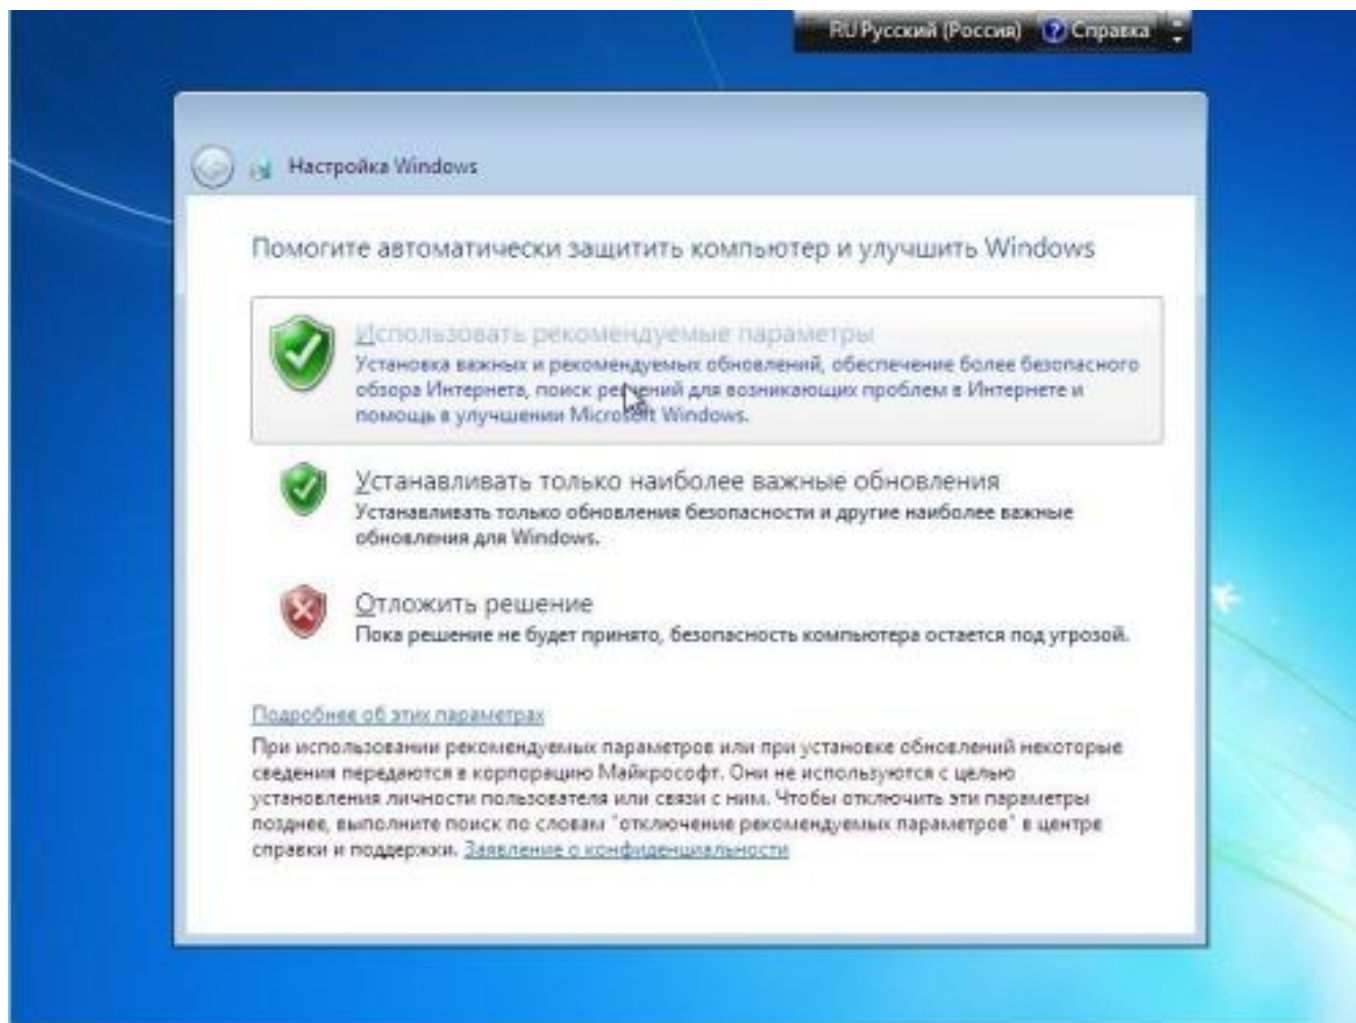 RU Русский (Россия) Справка
Настройка Windows
Помогите автоматически защитить компьютер и улучшить Windows
Использовать рекомендуемые параметры
Установка важных и рекомендуемых обновлений, обеспечение более безопасного
обзора Интернета, поиск решений для возникающих проблем в Интернете и
помощь в улучшении Microsoft Windows.
Устанавливать только наиболее важные обновления
Устанавливать только обновления безопасности и другие наиболее важные
обновления для Windows.
Отложить решение
Пока решение не будет принято, безопасность компьютера остается под угрозой.
Подробнее об этих параметрах
При использовании рекомендуемых параметров или при установке обновлений некоторые
сведения передаются в корпорацию Майкрософт. Они не используются с целью
установления личности пользователя или связи с ним. Чтобы отключить эти параметры
позднее, выполните поиск по словам "отключение рекомендуемых параметров" в центре
справки и поддержки. Заявление о конфиденциальности